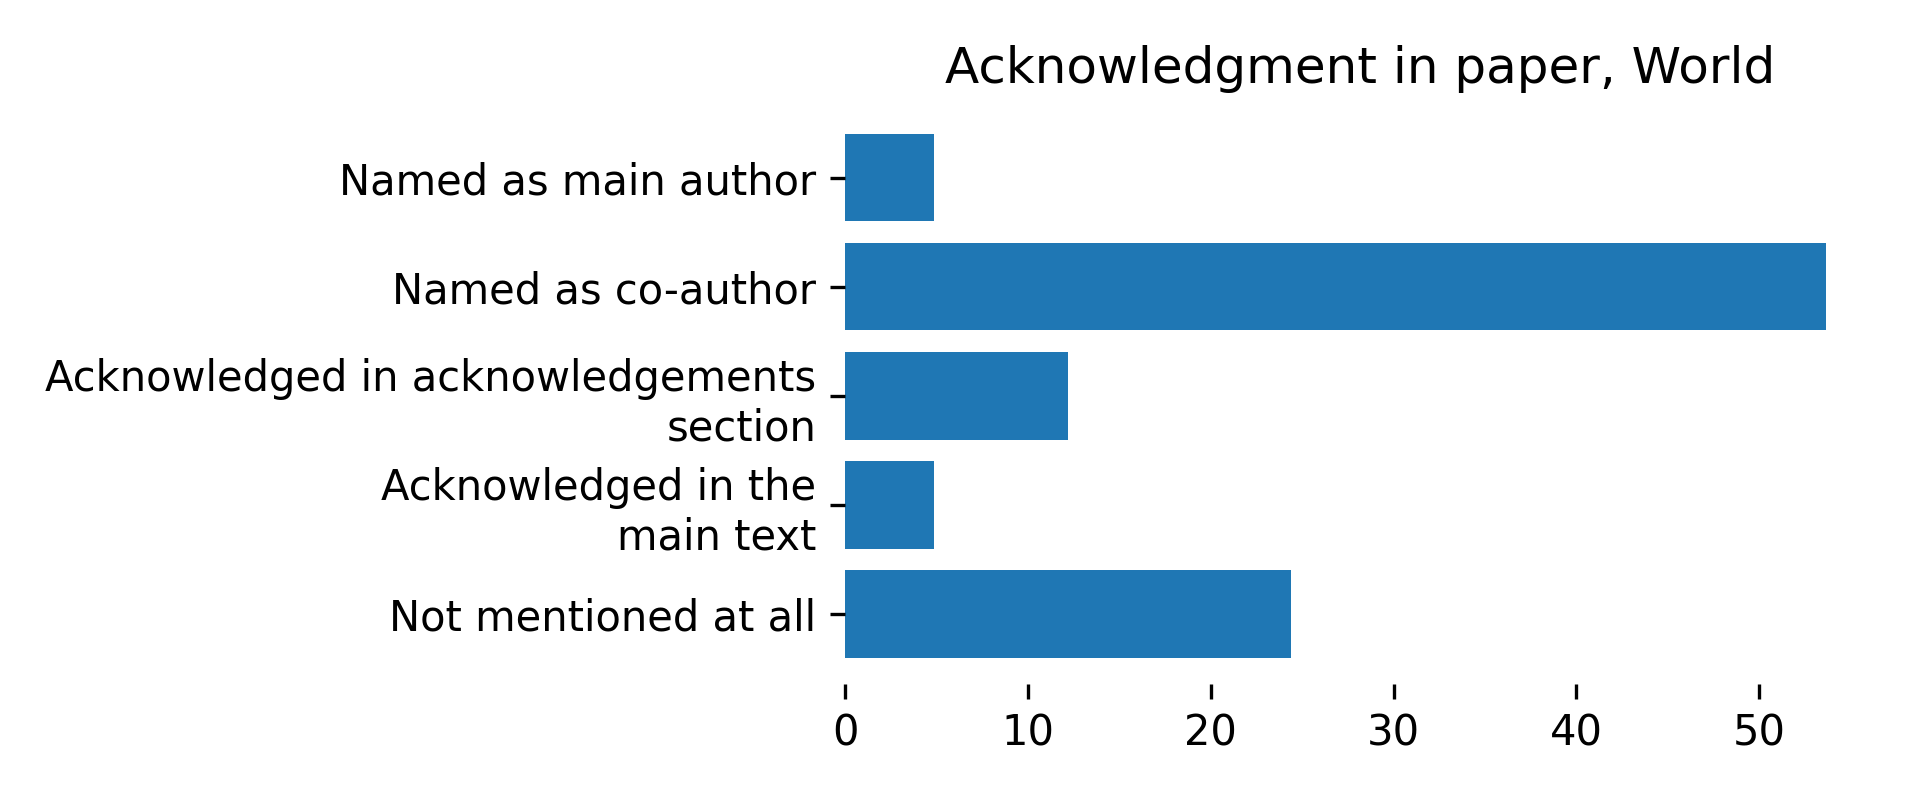 Acknowledgment in paper, World
Named as main author
Named as co-author
Acknowledged in acknowledgements
section
Acknowledged in the
main text
Not mentioned at all
0 10 20 30 40 50